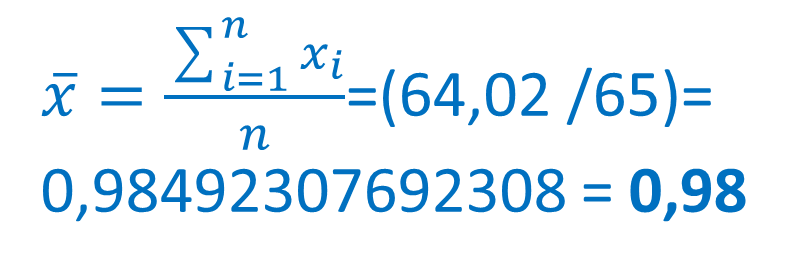 x̄ = ∑ⁿᵢ₌₁ xᵢ / n =(64,02 /65)=
0,98492307692308 = 0,98